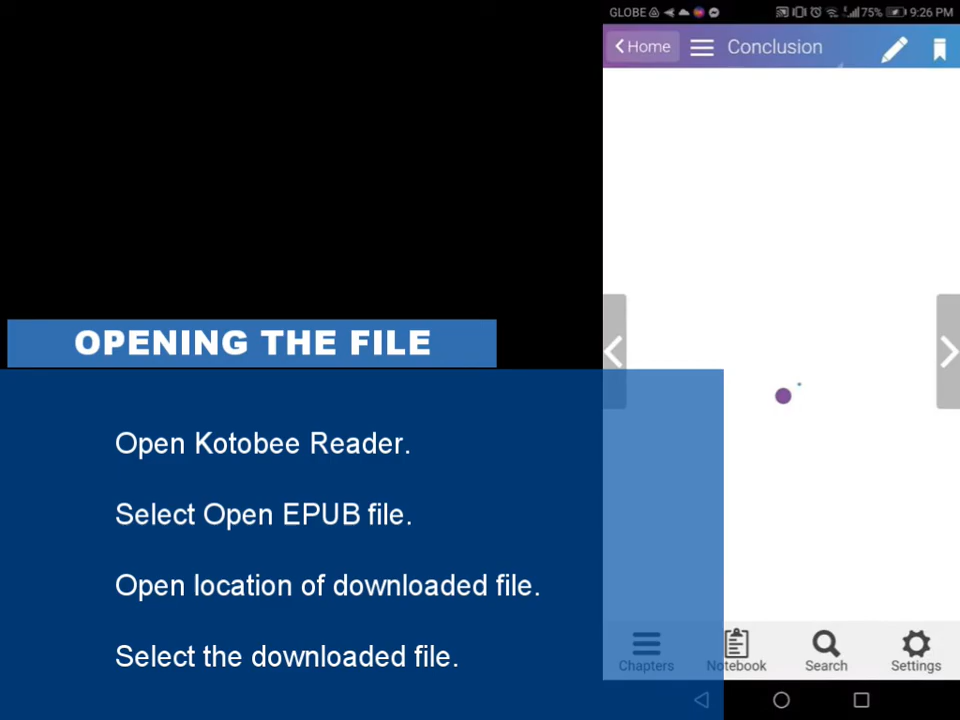 GLOBE 75% 9:26 PM
Home Conclusion
OPENING THE FILE
Open Kotobee Reader.
Select Open EPUB file.
Open location of downloaded file.
Select the downloaded file.
Chapters Notebook Search Settings